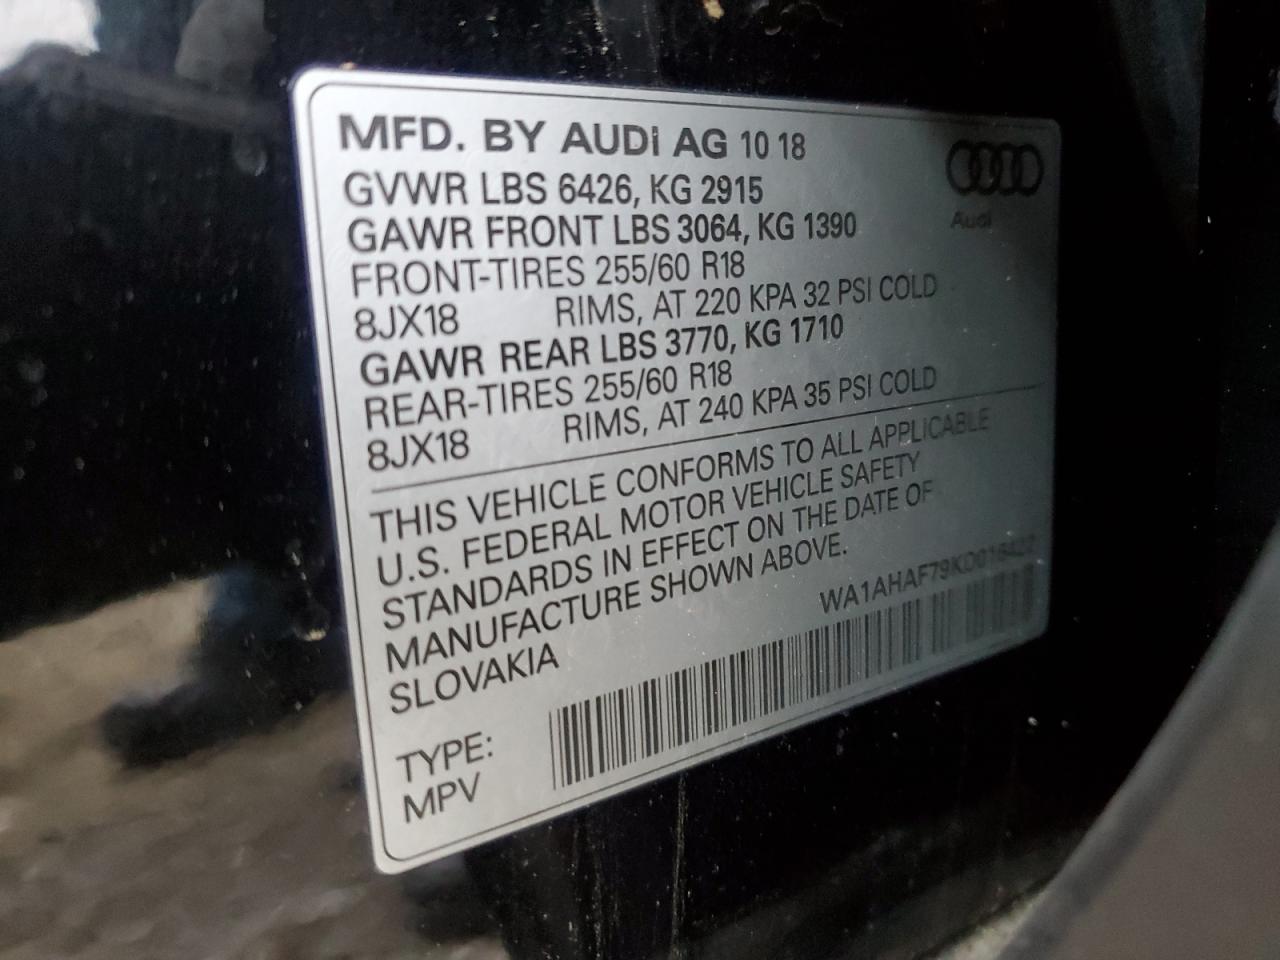 MFD. BY AUDI AG 10 18
GVWR LBS 6426, KG 2915
GAWR FRONT LBS 3064, KG 1390
FRONT-TIRES 255/60 R18
8JX18 RIMS, AT 220 KPA 32 PSI COLD
GAWR REAR LBS 3770, KG 1710
REAR-TIRES 255/60 R18
8JX18 RIMS, AT 240 KPA 35 PSI COLD
Audi
THIS VEHICLE CONFORMS TO ALL APPLICABLE
U.S. FEDERAL MOTOR VEHICLE SAFETY
STANDARDS IN EFFECT ON THE DATE OF
MANUFACTURE SHOWN ABOVE.
SLOVAKIA
TYPE:
MPV